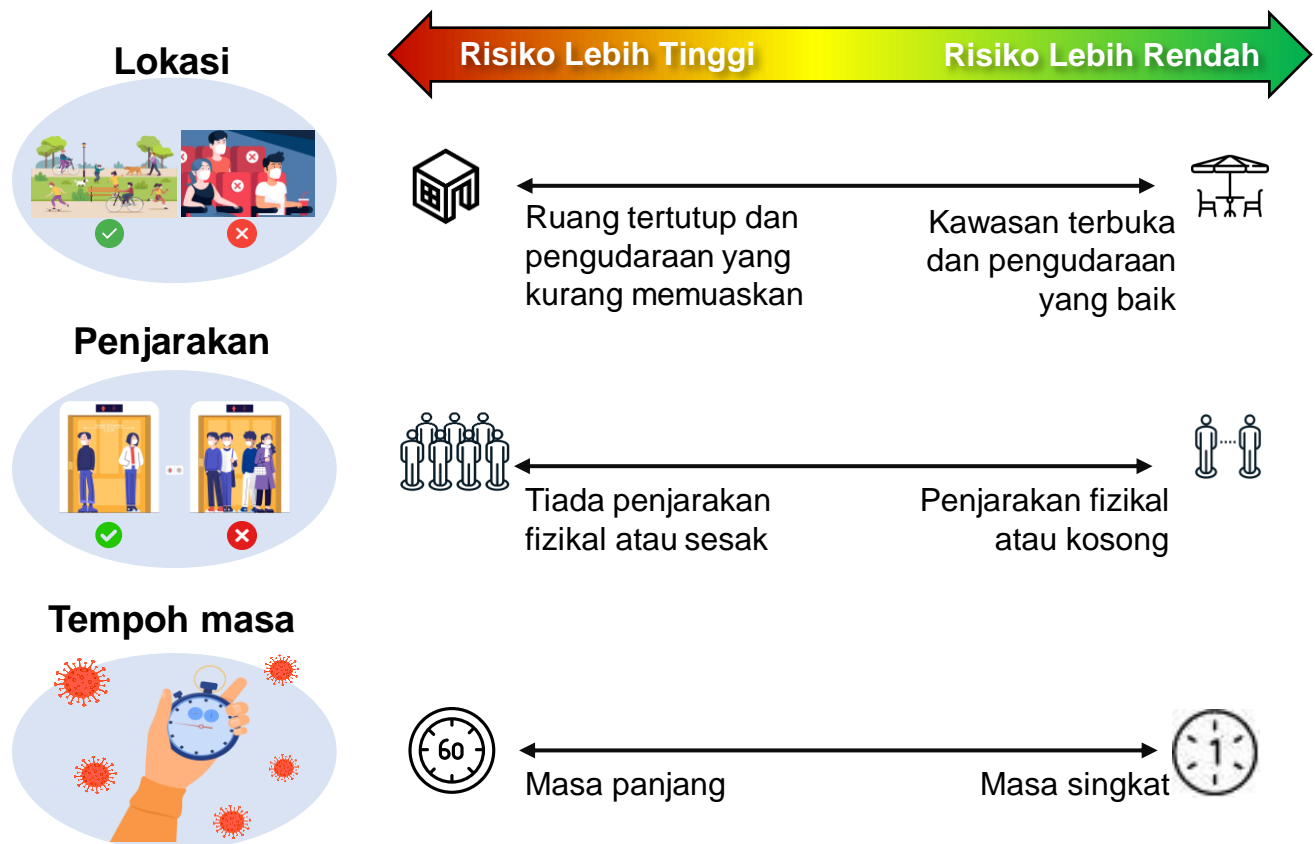 Risiko Lebih Tinggi
Risiko Lebih Rendah
Lokasi
Ruang tertutup dan
pengudaraan yang
kurang memuaskan
Kawasan terbuka
dan pengudaraan
yang baik
Penjarakan
Tiada penjarakan
fizikal atau sesak
Penjarakan fizikal
atau kosong
Tempoh masa
60
Masa panjang
1
Masa singkat